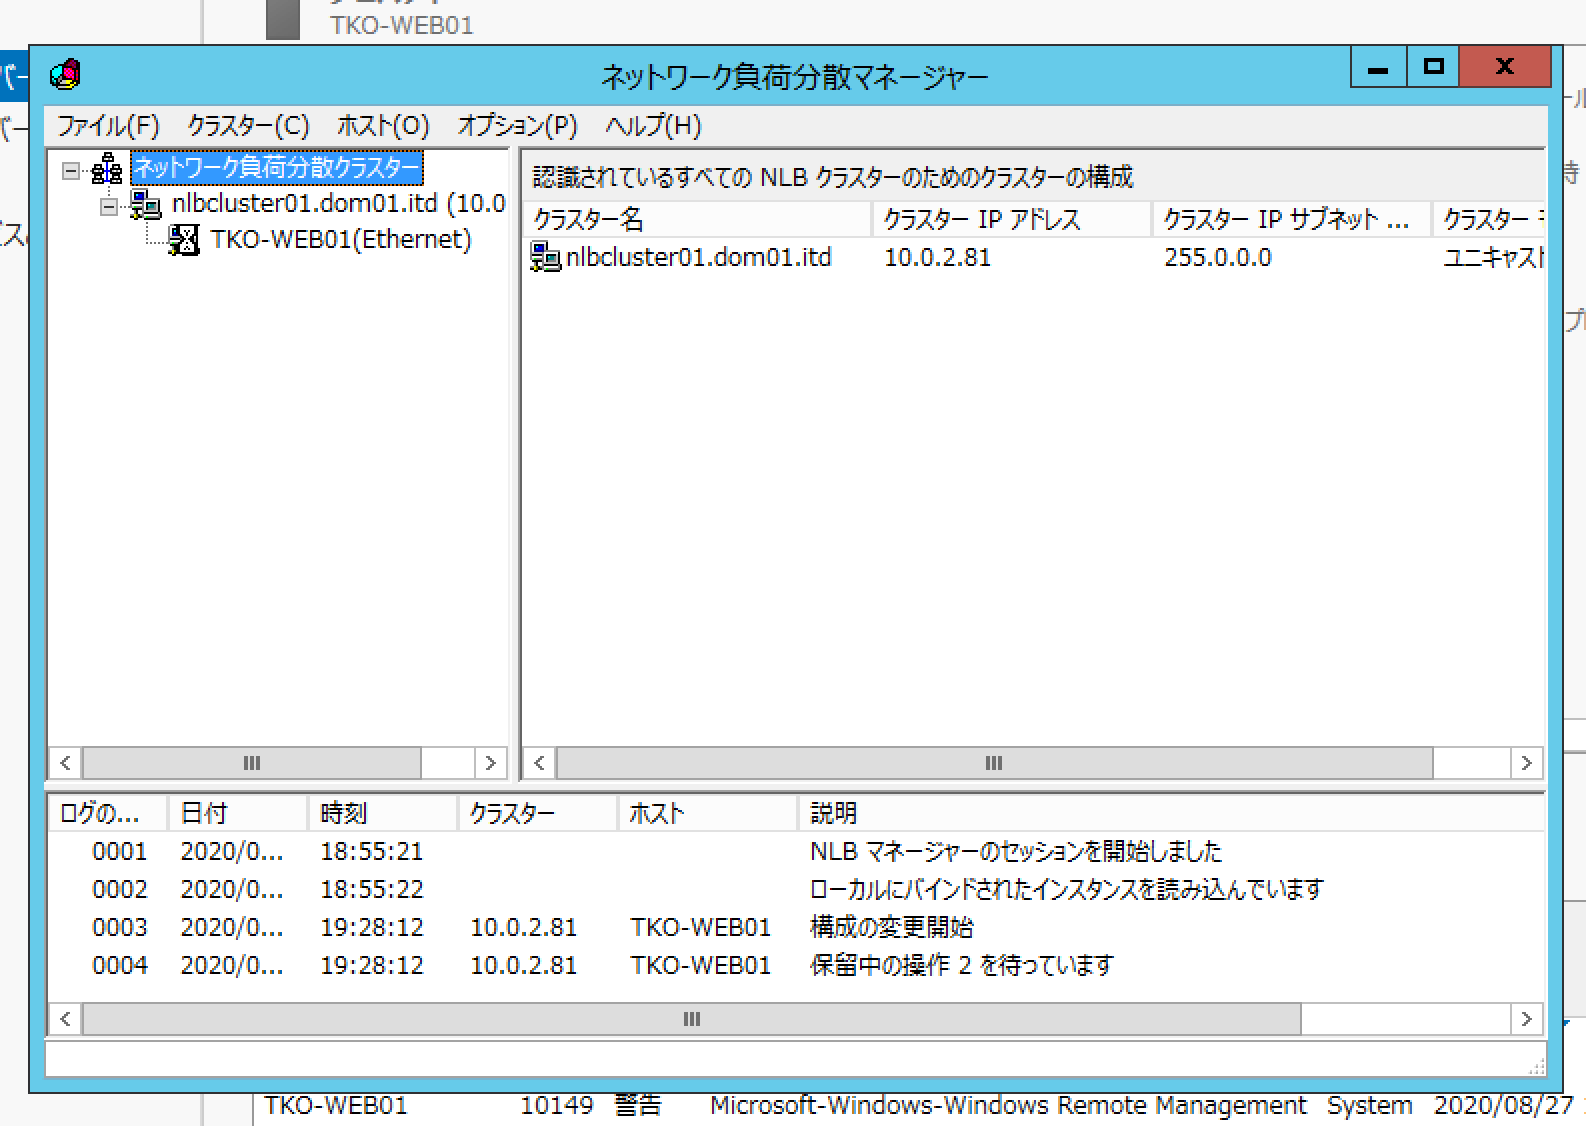 TKO-WEB01
ネットワーク負荷分散マネージャー
ファイル(F) クラスター(C) ホスト(O) オプション(P) ヘルプ(H)
ネットワーク負荷分散クラスター
nlbcluster01.dom01.itd (10.0
TKO-WEB01(Ethernet)
認識されているすべての NLB クラスターのためのクラスターの構成
クラスター名 クラスター IP アドレス クラスター IP サブネット ... クラスター
nlbcluster01.dom01.itd 10.0.2.81 255.0.0.0 ユニキャスト
ログの... 日付 時刻 クラスター ホスト 説明
0001 2020/0... 18:55:21 NLB マネージャーのセッションを開始しました
0002 2020/0... 18:55:22 ローカルにバインドされたインスタンスを読み込んでいます
0003 2020/0... 19:28:12 10.0.2.81 TKO-WEB01 構成の変更開始
0004 2020/0... 19:28:12 10.0.2.81 TKO-WEB01 保留中の操作 2 を待っています
TKO-WEB01 10149 警告 Microsoft-Windows-Windows Remote Management System 2020/08/27